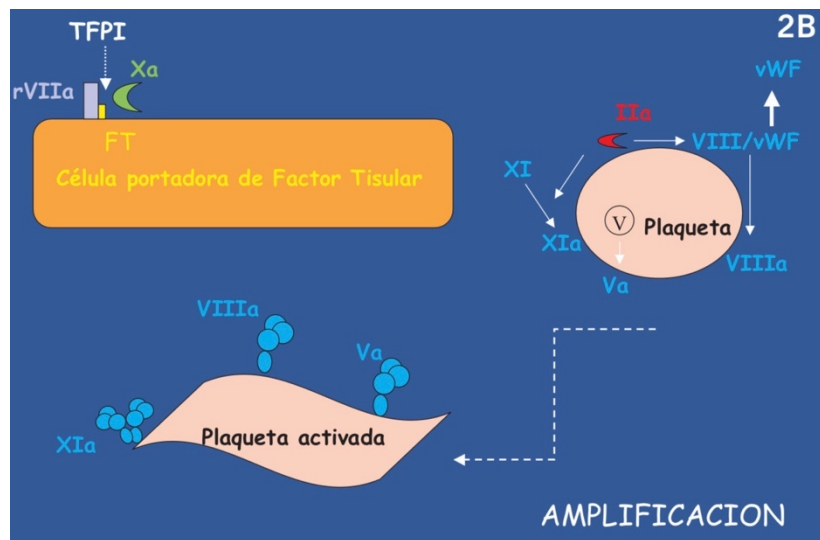 2B
TFPI
Xa
rVIIa
FT
Célula portadora de Factor Tisular
vWF
IIa
VIII/vWF
XI
V
Plaqueta
XIa
VIIIa
Va
VIIIa
Va
XIa
Plaqueta activada
AMPLIFICACION